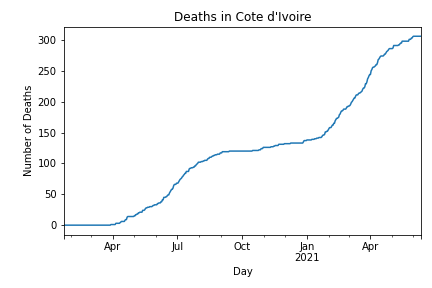 Deaths in Cote d'Ivoire
Number of Deaths
300
250
200
150
100
50
0
Apr
Jul
Oct
Jan
2021
Apr
Day